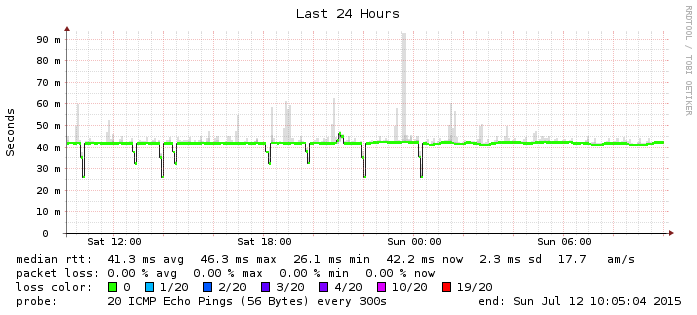 Last 24 Hours
RRDTOOL / TOBI OETIKER
Seconds
90 m
80 m
70 m
60 m
50 m
40 m
30 m
20 m
10 m
0
Sat 12:00 Sat 18:00 Sun 00:00 Sun 06:00
median rtt: 41.3 ms avg 46.3 ms max 26.1 ms min 42.2 ms now 2.3 ms sd 17.7 am/s
packet loss: 0.00 % avg 0.00 % max 0.00 % min 0.00 % now
loss color: 0 1/20 2/20 3/20 4/20 10/20 19/20
probe: 20 ICMP Echo Pings (56 Bytes) every 300s end: Sun Jul 12 10:05:04 2015